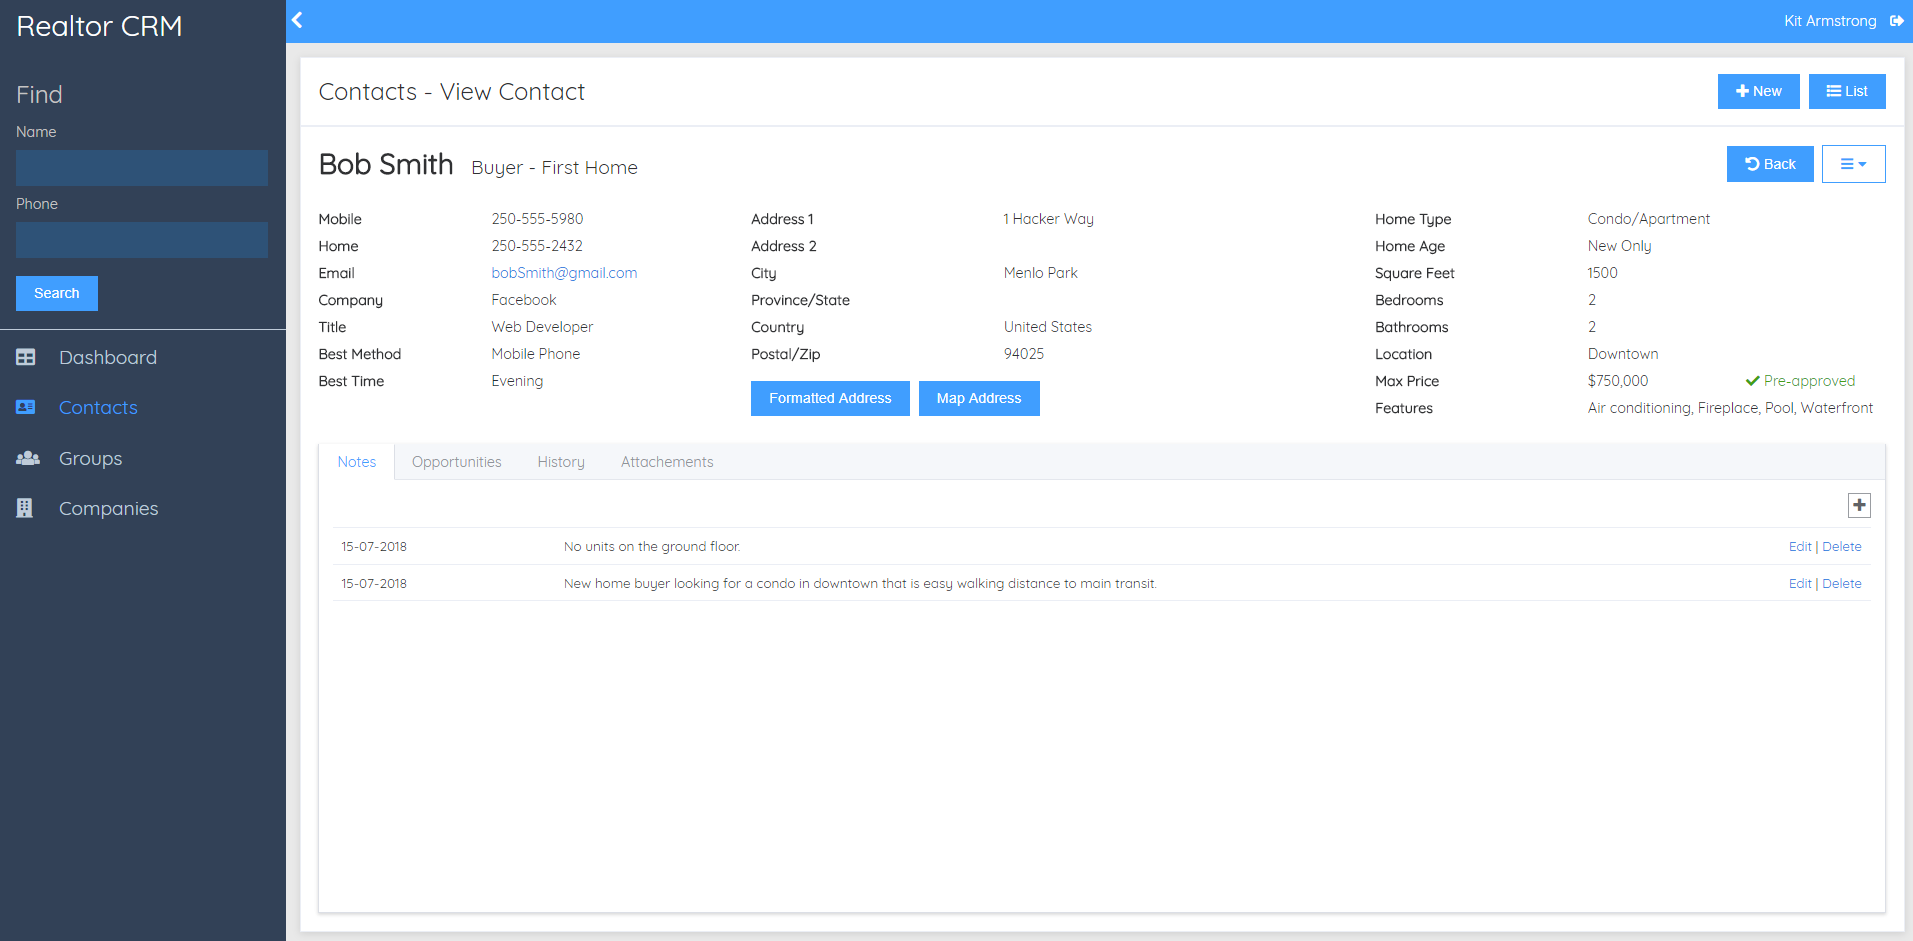 Realtor CRM
Kit Armstrong
Find
Name
Phone
Search
Dashboard
Contacts
Groups
Companies
Contacts - View Contact
New
List
Bob Smith Buyer - First Home
Back
Mobile 250-555-5980
Home 250-555-2432
Email bobSmith@gmail.com
Company Facebook
Title Web Developer
Best Method Mobile Phone
Best Time Evening
Address 1 1 Hacker Way
Address 2
City Menlo Park
Province/State
Country United States
Postal/Zip 94025
Formatted Address Map Address
Home Type Condo/Apartment
Home Age New Only
Square Feet 1500
Bedrooms 2
Bathrooms 2
Location Downtown
Max Price $750,000 Pre-approved
Features Air conditioning, Fireplace, Pool, Waterfront
Notes Opportunities History Attachements
15-07-2018 No units on the ground floor. Edit | Delete
15-07-2018 New home buyer looking for a condo in downtown that is easy walking distance to main transit. Edit | Delete